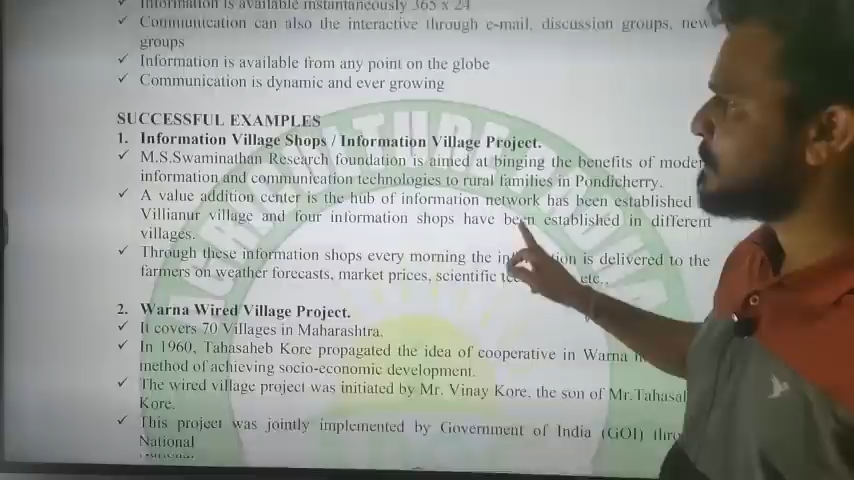 ✓ Information is available instantaneously 365 x 24
✓ Communication can also the interactive through e-mail, discussion groups, new
groups
✓ Information is available from any point on the globe
✓ Communication is dynamic and ever growing
SUCCESSFUL EXAMPLES
1. Information Village Shops / Information Village Project.
✓ M.S.Swaminathan Research foundation is aimed at binging the benefits of moder
information and communication technologies to rural families in Pondicherry.
✓ A value addition center is the hub of information network has been established
Villianur village and four information shops have been established in different
villages.
✓ Through these information shops every morning the is delivered to the
farmers on weather forecasts, market prices, scientific etc.,
2. Warna Wired Village Project.
✓ It covers 70 Villages in Maharashtra.
✓ In 1960, Tahasaheb Kore propagated the idea of cooperative in Warna
method of achieving socio-economic development.
✓ The wired village project was initiated by Mr. Vinay Kore, the son of Mr.Tahasa
Kore.
✓ This project was jointly implemented by Government of India (GOI) thr
National